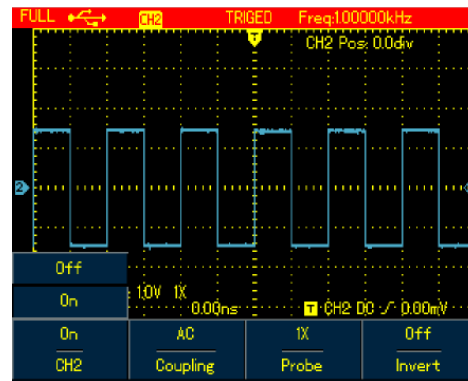 FULL CH2 TRIGED Freq:1.00000kHz
T
CH2 Pos: 0.0div
2
Off
On
1.0V 1X
0.00ns T :CH2 DC 0.00mV
On AC 1X Off
CH2 Coupling Probe Invert